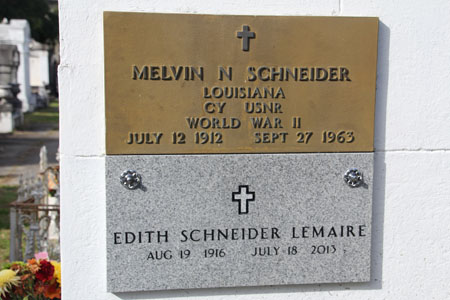 MELVIN N SCHNEIDER
LOUISIANA
CY USNR
WORLD WAR II
JULY 12 1912 SEPT 27 1963
EDITH SCHNEIDER LEMAIRE
AUG 19 1916 JULY 18 2013